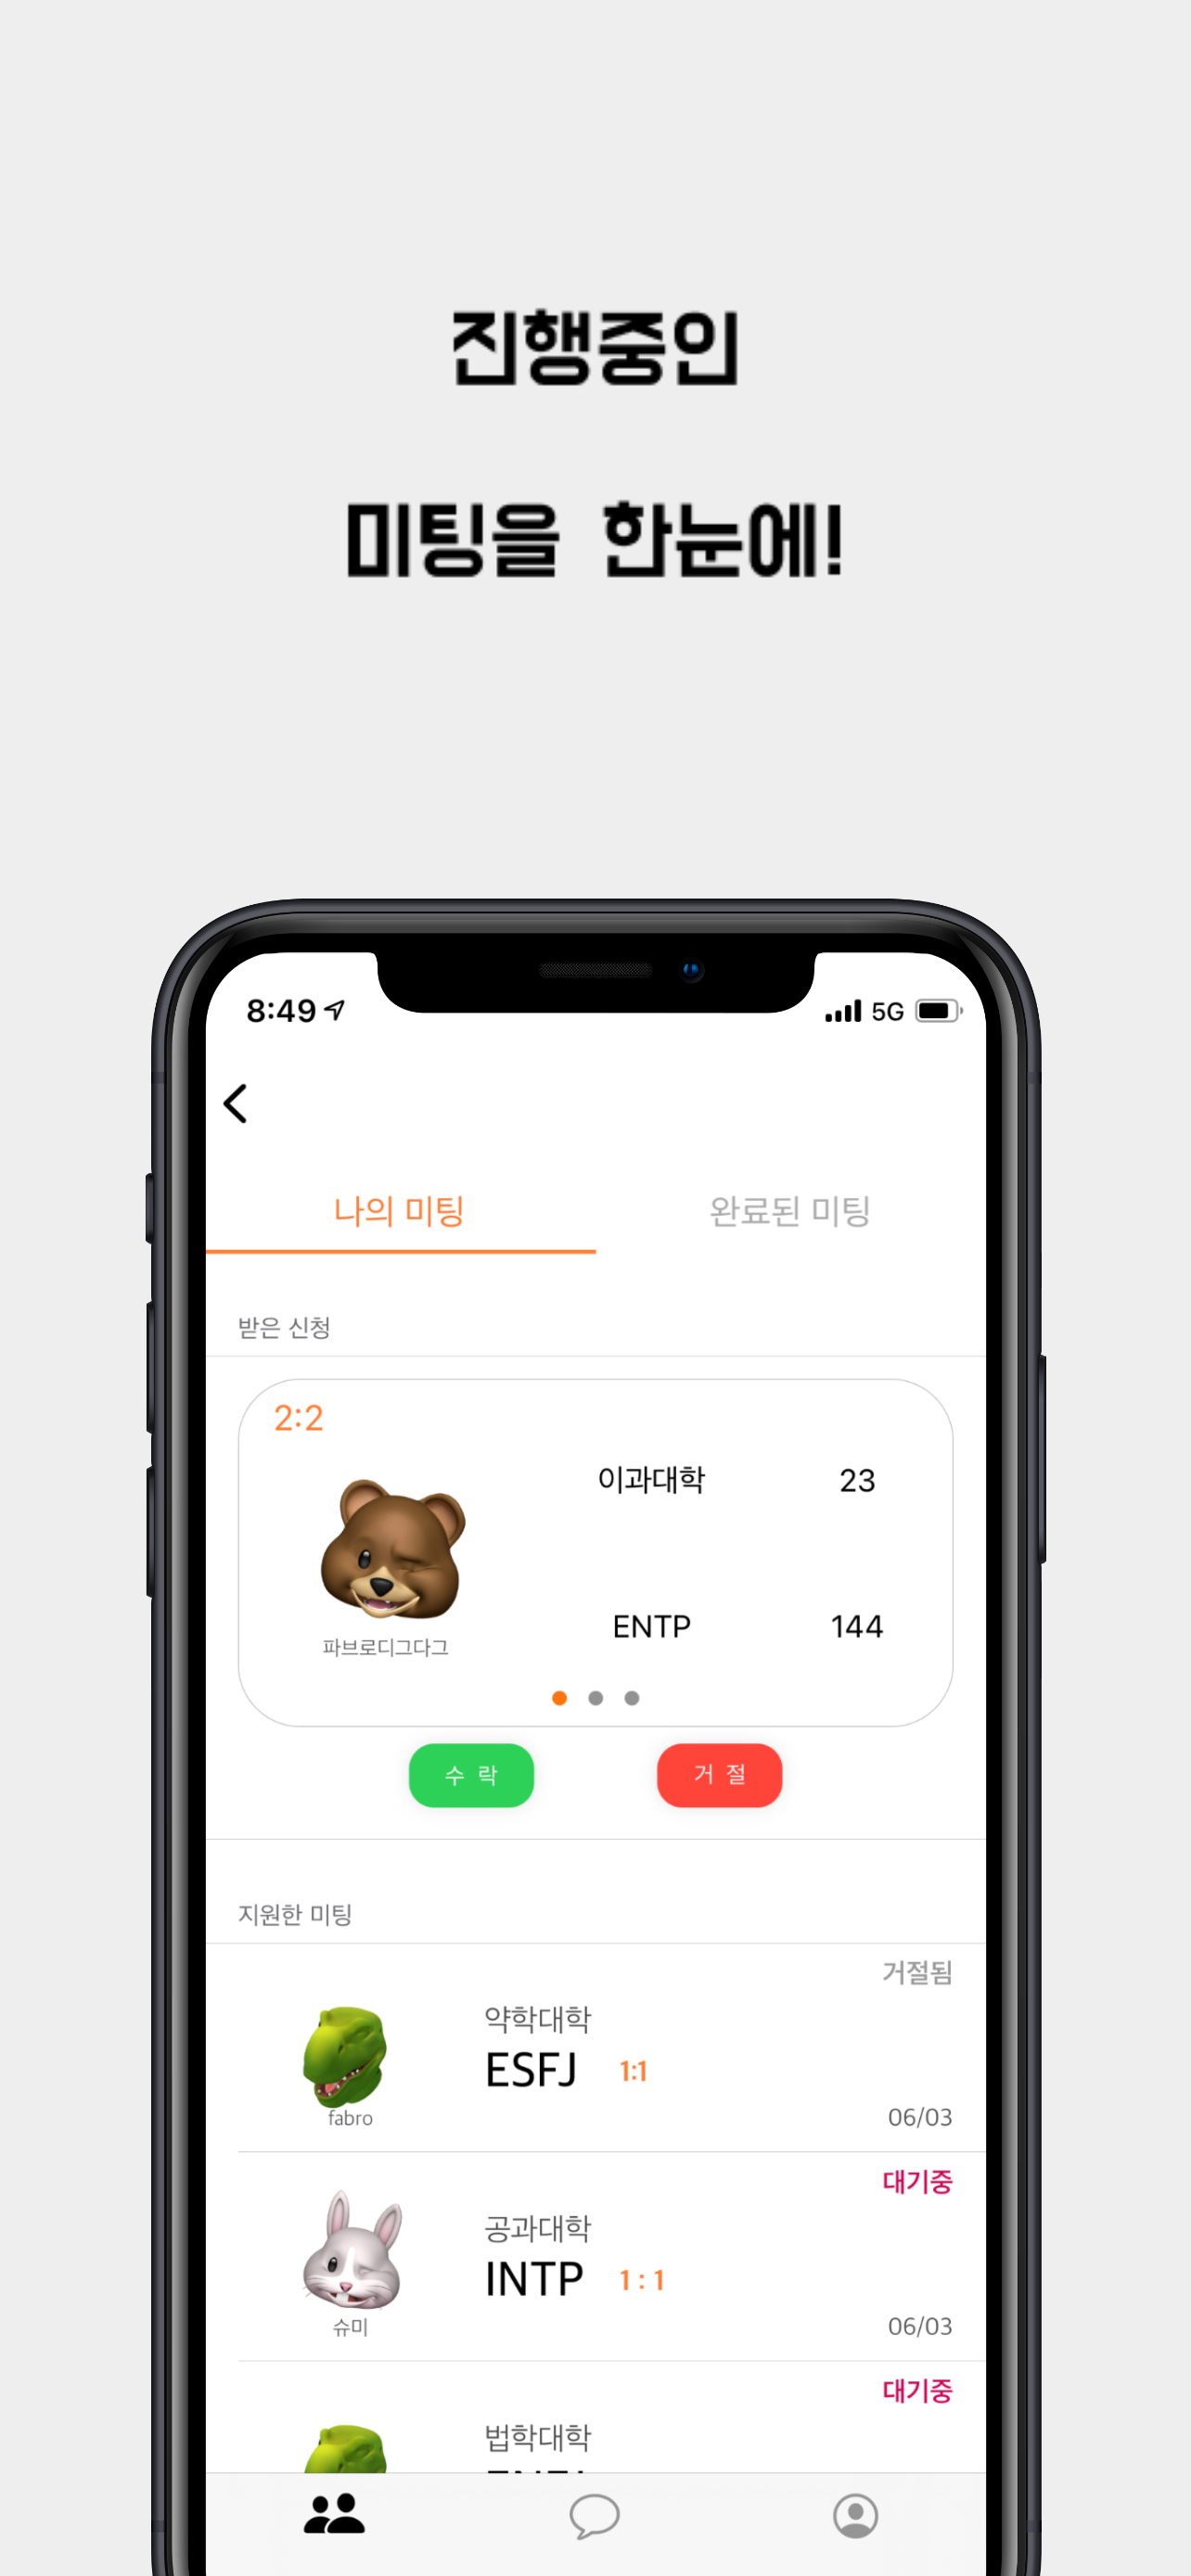 진행중인
미팅을 한눈에!
8:49 5G
나의 미팅 완료된 미팅
받은 신청
2:2
이과대학 23
ENTP 144
파브로디그다그
수 락 거 절
지원한 미팅
거절됨
약학대학
ESFJ 1:1
fabro 06/03
대기중
공과대학
INTP 1 : 1
슈미 06/03
대기중
법학대학